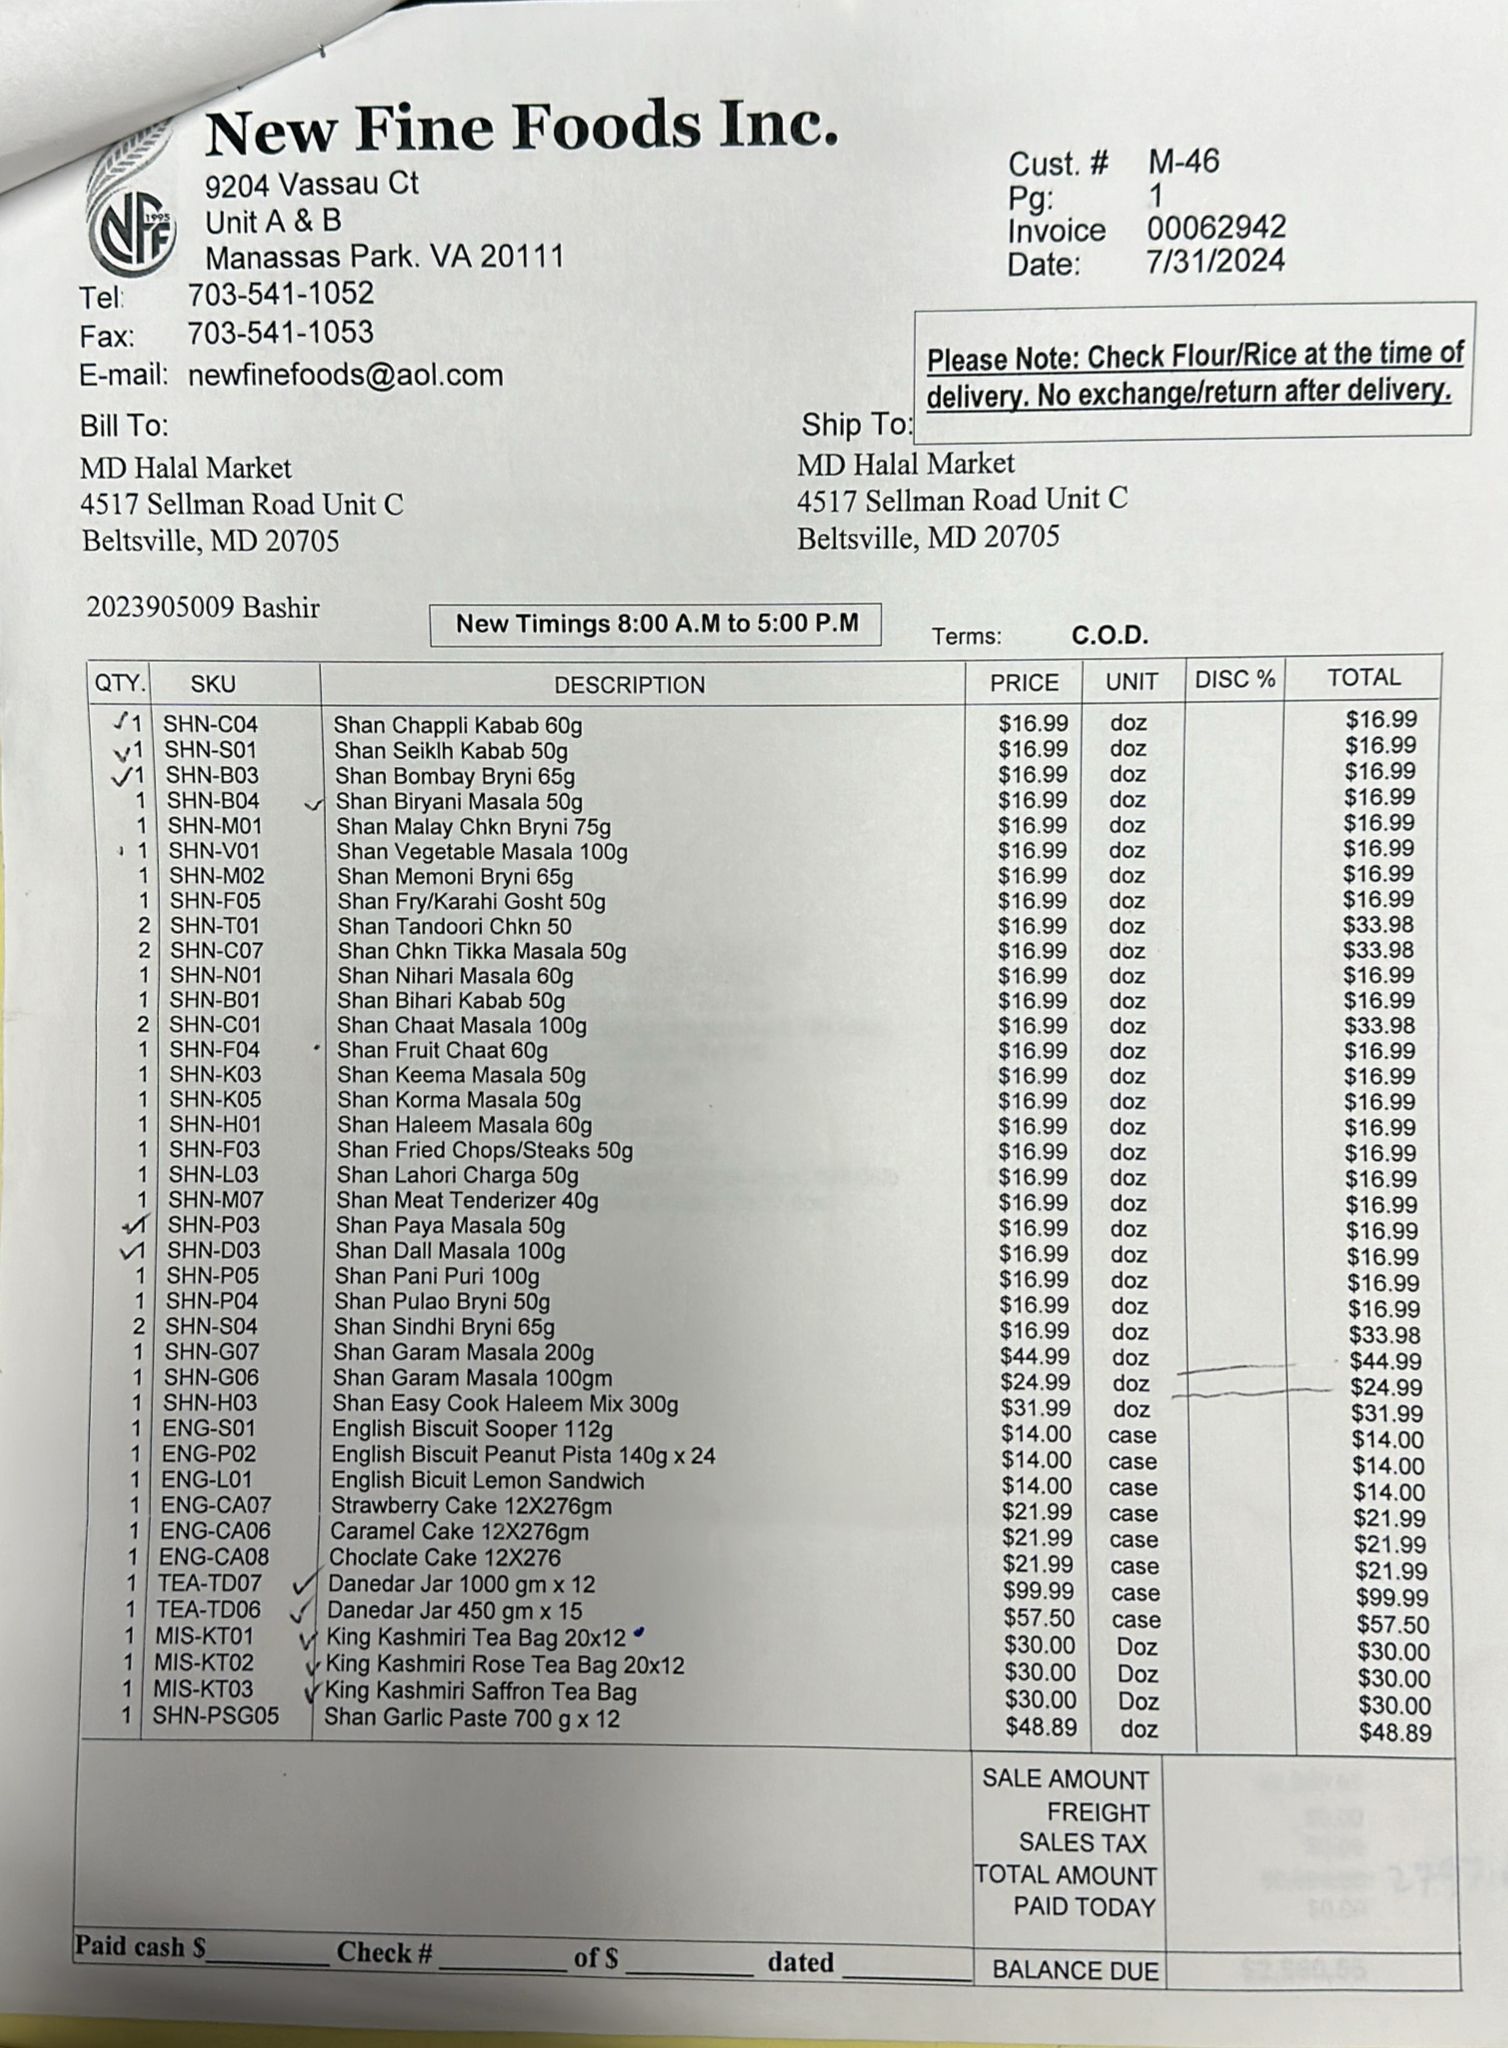 New Fine Foods Inc.
9204 Vassau Ct
Unit A & B
Manassas Park. VA 20111
Tel: 703-541-1052
Fax: 703-541-1053
E-mail: newfinefoods@aol.com
NFF 1995
Cust. # M-46
Pg: 1
Invoice 00062942
Date: 7/31/2024
Please Note: Check Flour/Rice at the time of
delivery. No exchange/return after delivery.
Bill To:
MD Halal Market
4517 Sellman Road Unit C
Beltsville, MD 20705
Ship To:
MD Halal Market
4517 Sellman Road Unit C
Beltsville, MD 20705
2023905009 Bashir
New Timings 8:00 A.M to 5:00 P.M
Terms: C.O.D.
QTY. SKU DESCRIPTION PRICE UNIT DISC % TOTAL
1 SHN-C04 Shan Chappli Kabab 60g $16.99 doz $16.99
1 SHN-S01 Shan Seiklh Kabab 50g $16.99 doz $16.99
1 SHN-B03 Shan Bombay Bryni 65g $16.99 doz $16.99
1 SHN-B04 Shan Biryani Masala 50g $16.99 doz $16.99
1 SHN-M01 Shan Malay Chkn Bryni 75g $16.99 doz $16.99
1 SHN-V01 Shan Vegetable Masala 100g $16.99 doz $16.99
1 SHN-M02 Shan Memoni Bryni 65g $16.99 doz $16.99
1 SHN-F05 Shan Fry/Karahi Gosht 50g $16.99 doz $16.99
2 SHN-T01 Shan Tandoori Chkn 50 $16.99 doz $33.98
2 SHN-C07 Shan Chkn Tikka Masala 50g $16.99 doz $33.98
1 SHN-N01 Shan Nihari Masala 60g $16.99 doz $16.99
1 SHN-B01 Shan Bihari Kabab 50g $16.99 doz $16.99
2 SHN-C01 Shan Chaat Masala 100g $16.99 doz $33.98
1 SHN-F04 Shan Fruit Chaat 60g $16.99 doz $16.99
1 SHN-K03 Shan Keema Masala 50g $16.99 doz $16.99
1 SHN-K05 Shan Korma Masala 50g $16.99 doz $16.99
1 SHN-H01 Shan Haleem Masala 60g $16.99 doz $16.99
1 SHN-F03 Shan Fried Chops/Steaks 50g $16.99 doz $16.99
1 SHN-L03 Shan Lahori Charga 50g $16.99 doz $16.99
1 SHN-M07 Shan Meat Tenderizer 40g $16.99 doz $16.99
1 SHN-P03 Shan Paya Masala 50g $16.99 doz $16.99
1 SHN-D03 Shan Dall Masala 100g $16.99 doz $16.99
1 SHN-P05 Shan Pani Puri 100g $16.99 doz $16.99
1 SHN-P04 Shan Pulao Bryni 50g $16.99 doz $16.99
2 SHN-S04 Shan Sindhi Bryni 65g $16.99 doz $33.98
1 SHN-G07 Shan Garam Masala 200g $44.99 doz $44.99
1 SHN-G06 Shan Garam Masala 100gm $24.99 doz $24.99
1 SHN-H03 Shan Easy Cook Haleem Mix 300g $31.99 doz $31.99
1 ENG-S01 English Biscuit Sooper 112g $14.00 case $14.00
1 ENG-P02 English Biscuit Peanut Pista 140g x 24 $14.00 case $14.00
1 ENG-L01 English Bicuit Lemon Sandwich $14.00 case $14.00
1 ENG-CA07 Strawberry Cake 12X276gm $21.99 case $21.99
1 ENG-CA06 Caramel Cake 12X276gm $21.99 case $21.99
1 ENG-CA08 Choclate Cake 12X276 $21.99 case $21.99
1 TEA-TD07 Danedar Jar 1000 gm x 12 $99.99 case $99.99
1 TEA-TD06 Danedar Jar 450 gm x 15 $57.50 case $57.50
1 MIS-KT01 King Kashmiri Tea Bag 20x12 $30.00 Doz $30.00
1 MIS-KT02 King Kashmiri Rose Tea Bag 20x12 $30.00 Doz $30.00
1 MIS-KT03 King Kashmiri Saffron Tea Bag $30.00 Doz $30.00
1 SHN-PSG05 Shan Garlic Paste 700 g x 12 $48.89 doz $48.89
SALE AMOUNT
FREIGHT
SALES TAX
TOTAL AMOUNT
PAID TODAY
Paid cash $ Check # of $ dated
BALANCE DUE